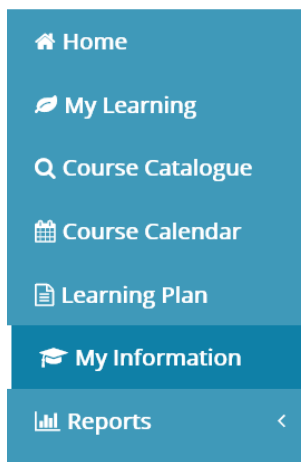 Home
My Learning
Course Catalogue
Course Calendar
Learning Plan
My Information
Reports